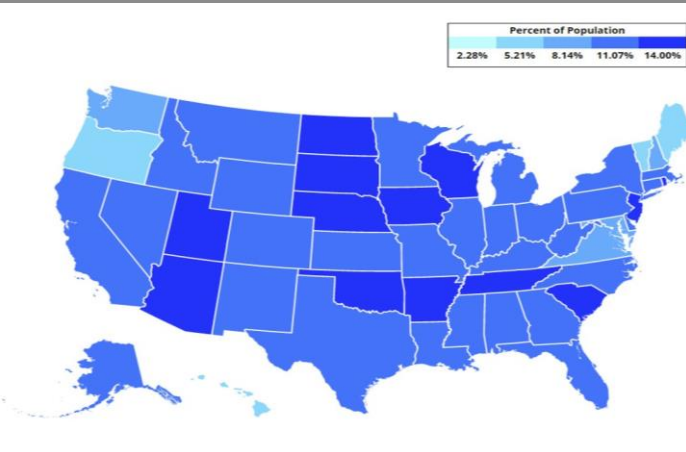 Percent of Population
2.28% 5.21% 8.14% 11.07% 14.00%